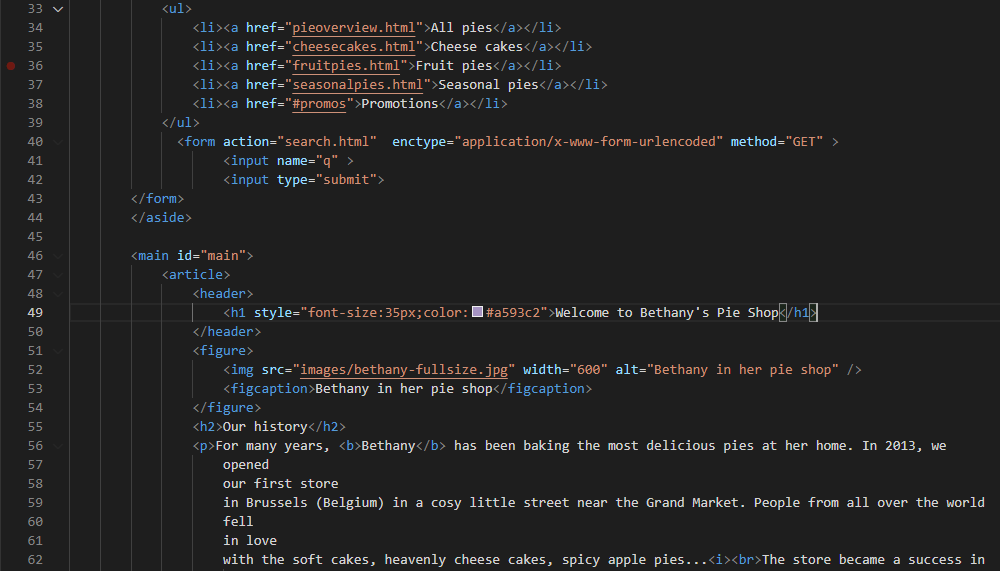 33 <ul>
34 <li><a href="pieoverview.html">All pies</a></li>
35 <li><a href="cheesecakes.html">Cheese cakes</a></li>
36 <li><a href="fruitpies.html">Fruit pies</a></li>
37 <li><a href="seasonalpies.html">Seasonal pies</a></li>
38 <li><a href="#promos">Promotions</a></li>
39 </ul>
40 <form action="search.html"  enctype="application/x-www-form-urlencoded" method="GET" >
41 <input name="q" >
42 <input type="submit">
43 </form>
44 </aside>
45
46 <main id="main">
47 <article>
48 <header>
49 <h1 style="font-size:35px;color:#a593c2">Welcome to Bethany's Pie Shop</h1>
50 </header>
51 <figure>
52 <img src="images/bethany-fullsize.jpg" width="600" alt="Bethany in her pie shop" />
53 <figcaption>Bethany in her pie shop</figcaption>
54 </figure>
55 <h2>Our history</h2>
56 <p>For many years, <b>Bethany</b> has been baking the most delicious pies at her home. In 2013, we
57 opened
58 our first store
59 in Brussels (Belgium) in a cosy little street near the Grand Market. People from all over the world
60 fell
61 in love
62 with the soft cakes, heavenly cheese cakes, spicy apple pies...<i><br>The store became a success in